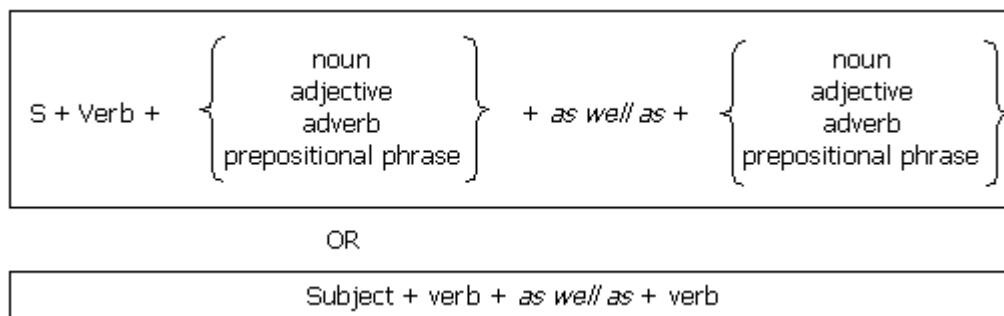 noun noun
adjective adjective
S + Verb + adverb + as well as + adverb
prepositional phrase prepositional phrase
OR
Subject + verb + as well as + verb